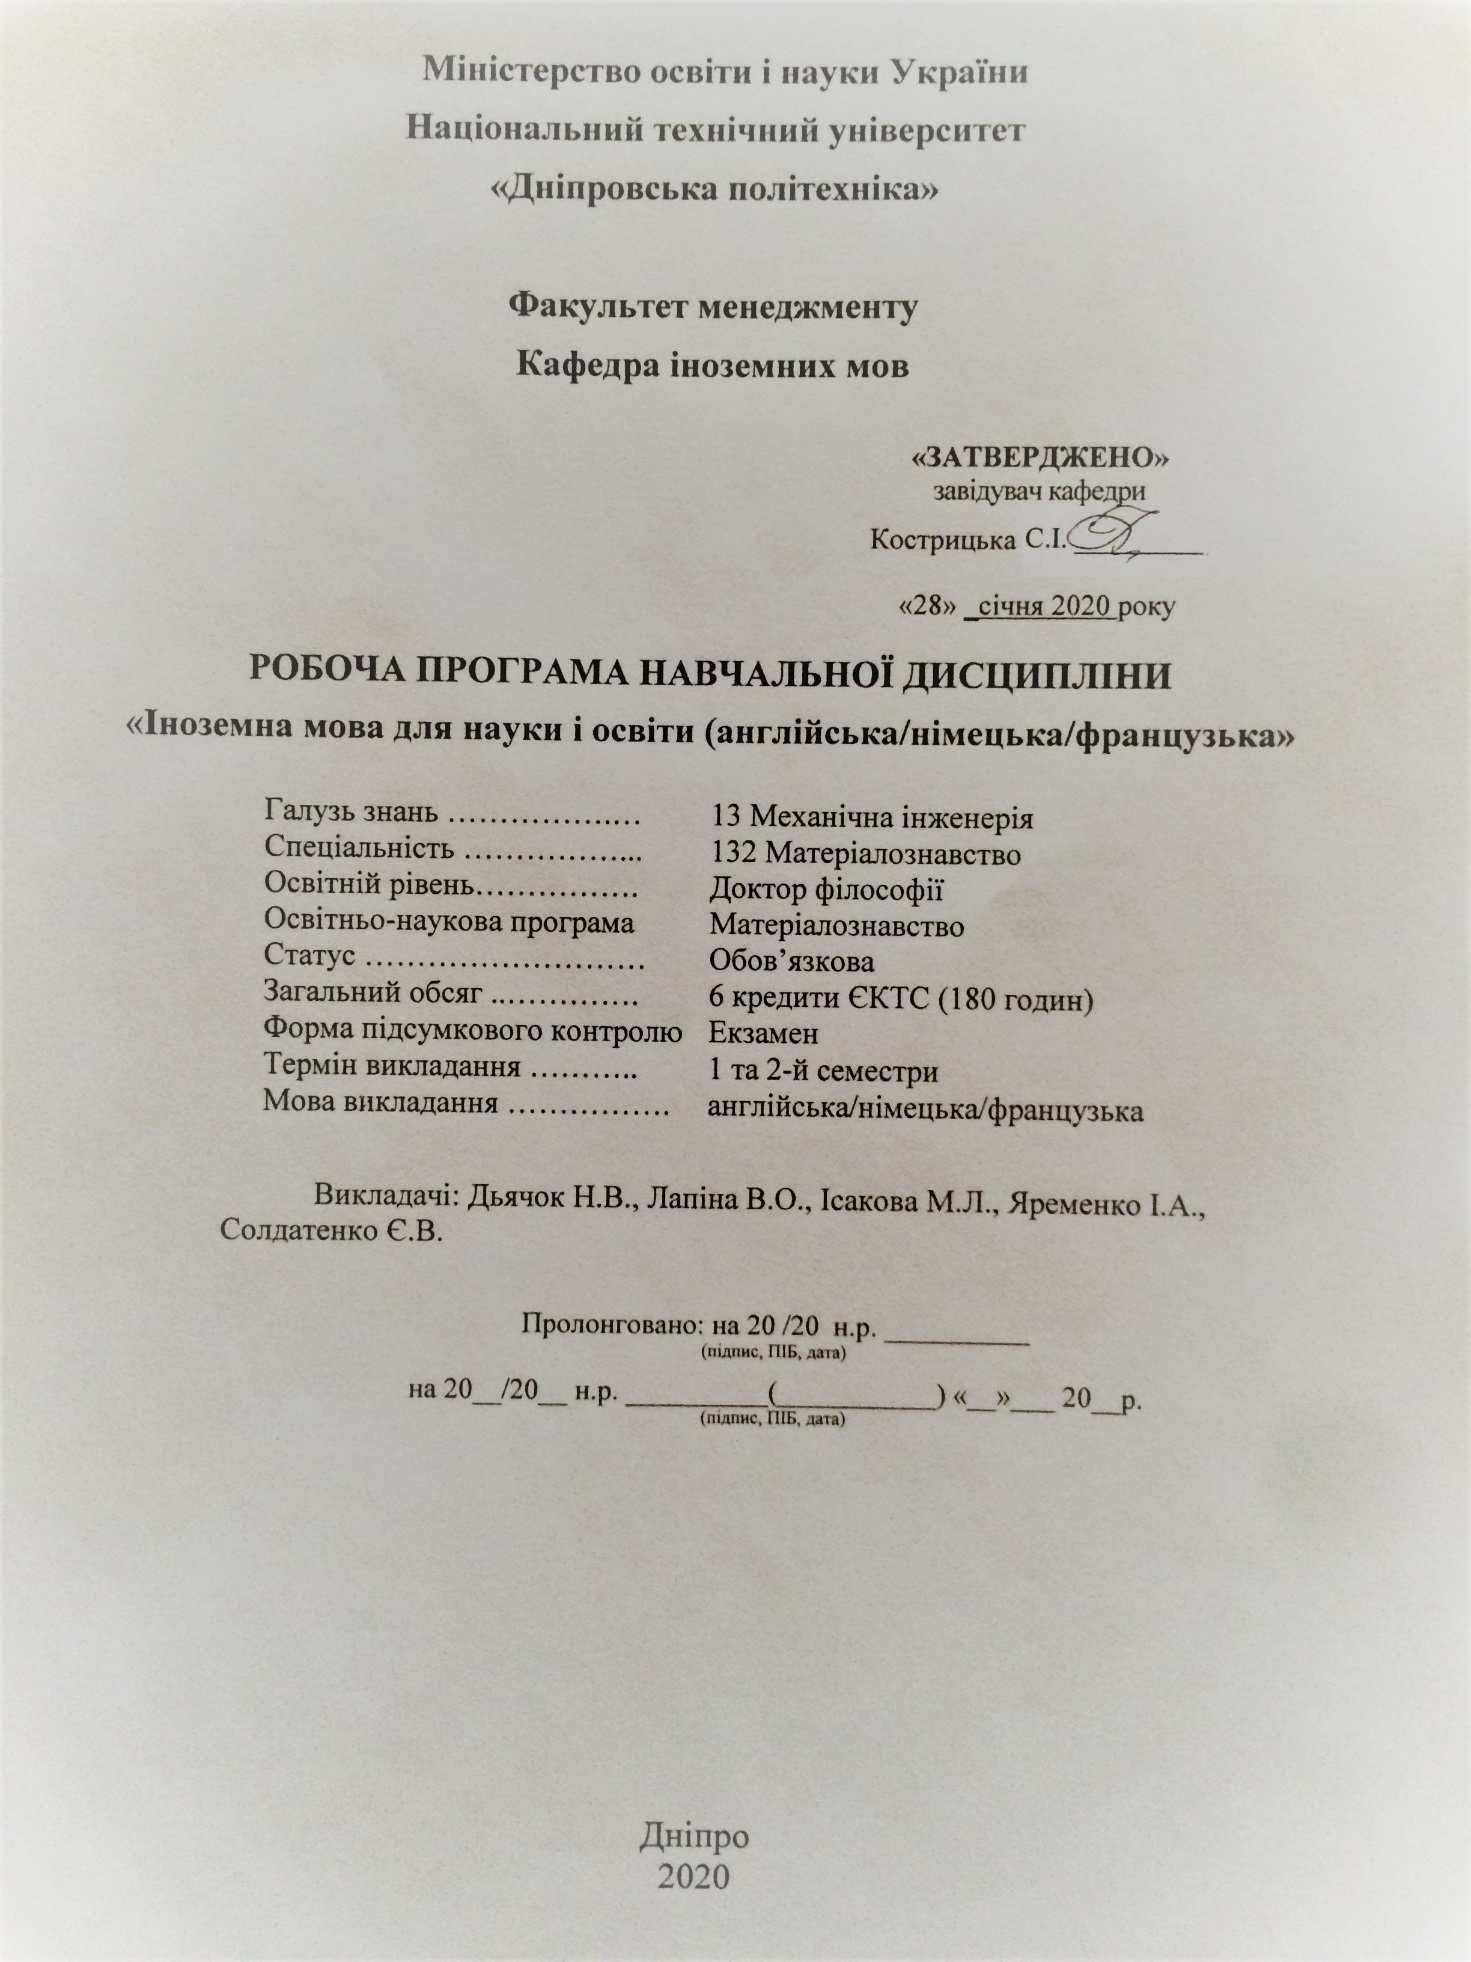 Міністерство освіти і науки України
Національний технічний університет
«Дніпровська політехніка»
Факультет менеджменту
Кафедра іноземних мов
«ЗАТВЕРДЖЕНО»
завідувач кафедри
Кострицька С.І.
«28» _січня 2020 року
РОБОЧА ПРОГРАМА НАВЧАЛЬНОЇ ДИСЦИПЛІНИ
«Іноземна мова для науки і освіти (англійська/німецька/французька»
Галузь знань ………………. 13 Механічна інженерія
Спеціальність ……………... 132 Матеріалознавство
Освітній рівень……………. Доктор філософії
Освітньо-наукова програма Матеріалознавство
Статус ……………………… Обов’язкова
Загальний обсяг .………….. 6 кредити ЄКТС (180 годин)
Форма підсумкового контролю Екзамен
Термін викладання ……….. 1 та 2-й семестри
Мова викладання ……………. англійська/німецька/французька
Викладачі: Дьячок Н.В., Лапіна В.О., Ісакова М.Л., Яременко І.А.,
Солдатенко Є.В.
Пролонговано: на 20 /20 н.р. __________
(підпис, ПІБ, дата)
на 20__/20__ н.р. __________(___________) «__»___ 20__р.
(підпис, ПІБ, дата)
Дніпро
2020